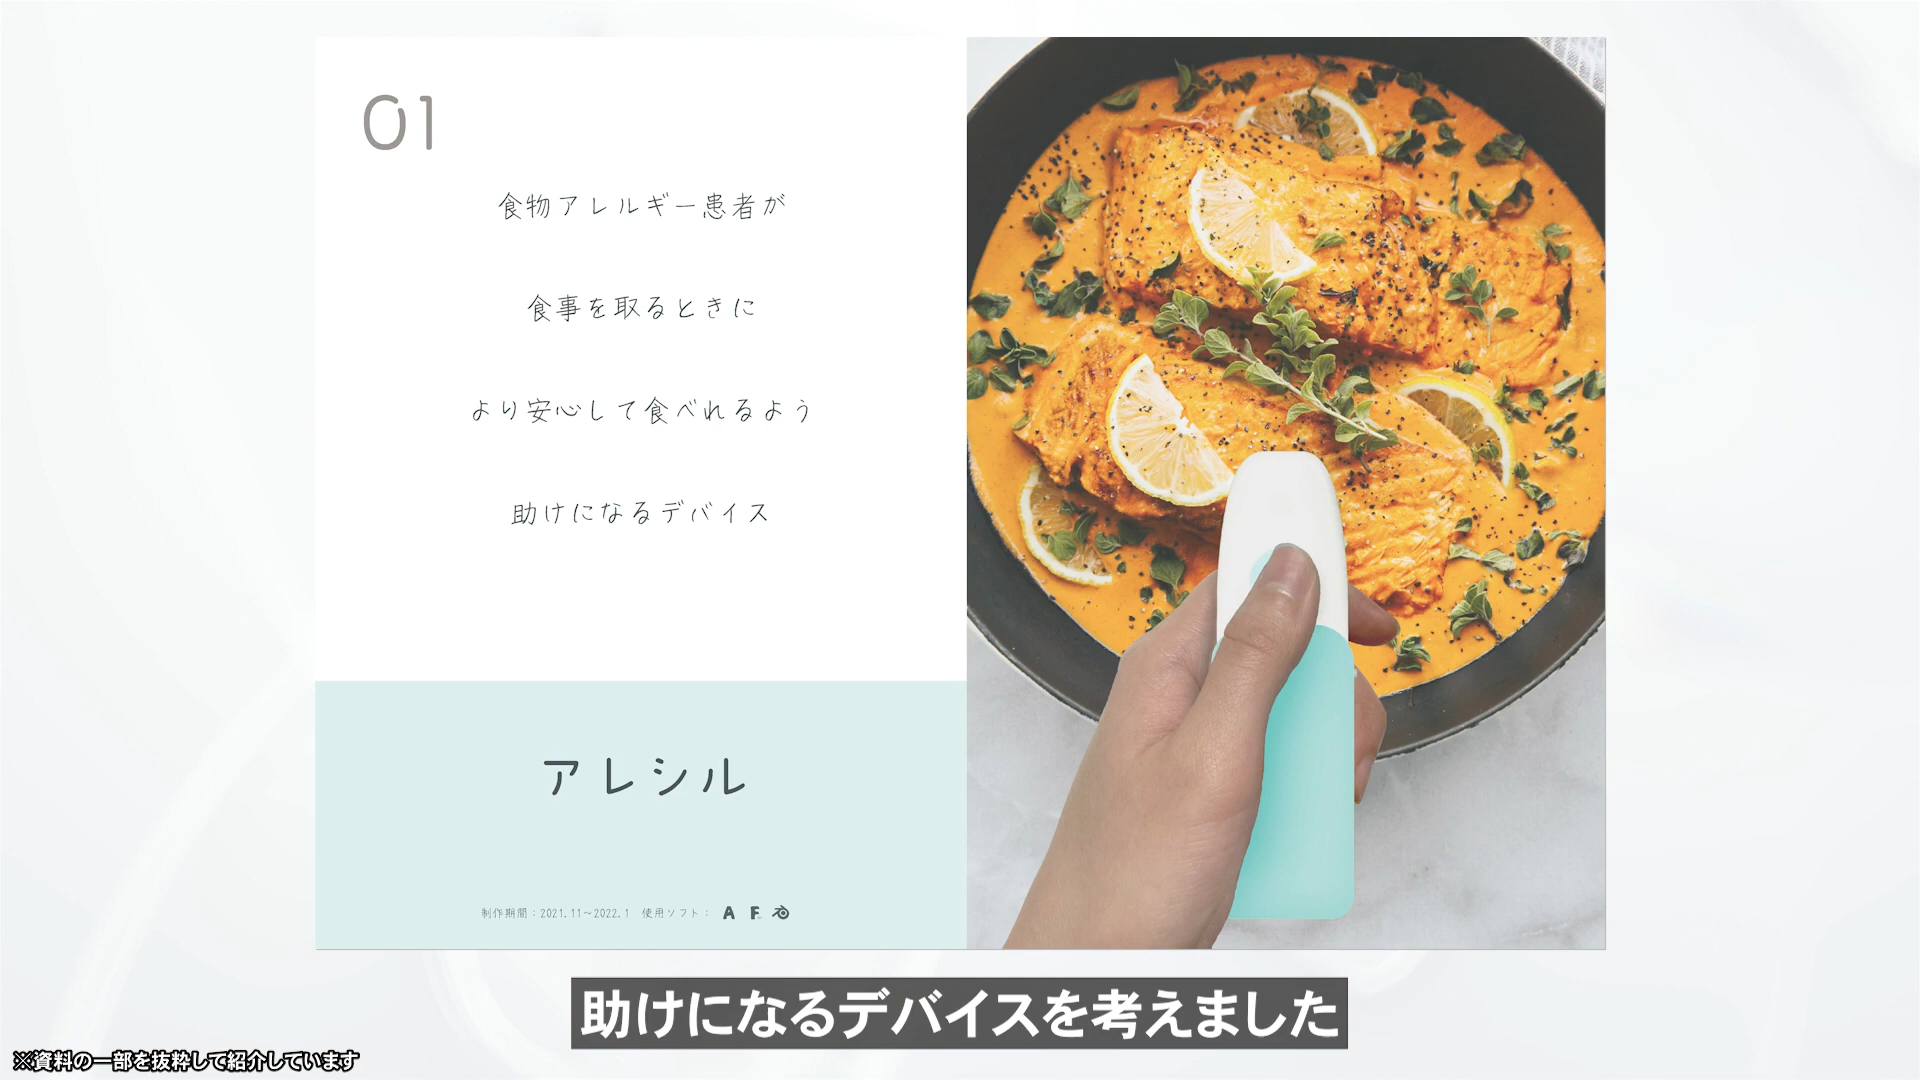 01
食物アレルギー患者が
食事を取るときに
より安心して食べれるよう
助けになるデバイス
アレシル
制作期間：2021.11～2022.1 使用ソフト： A F
助けになるデバイスを考えました
※資料の一部を抜粋して紹介しています